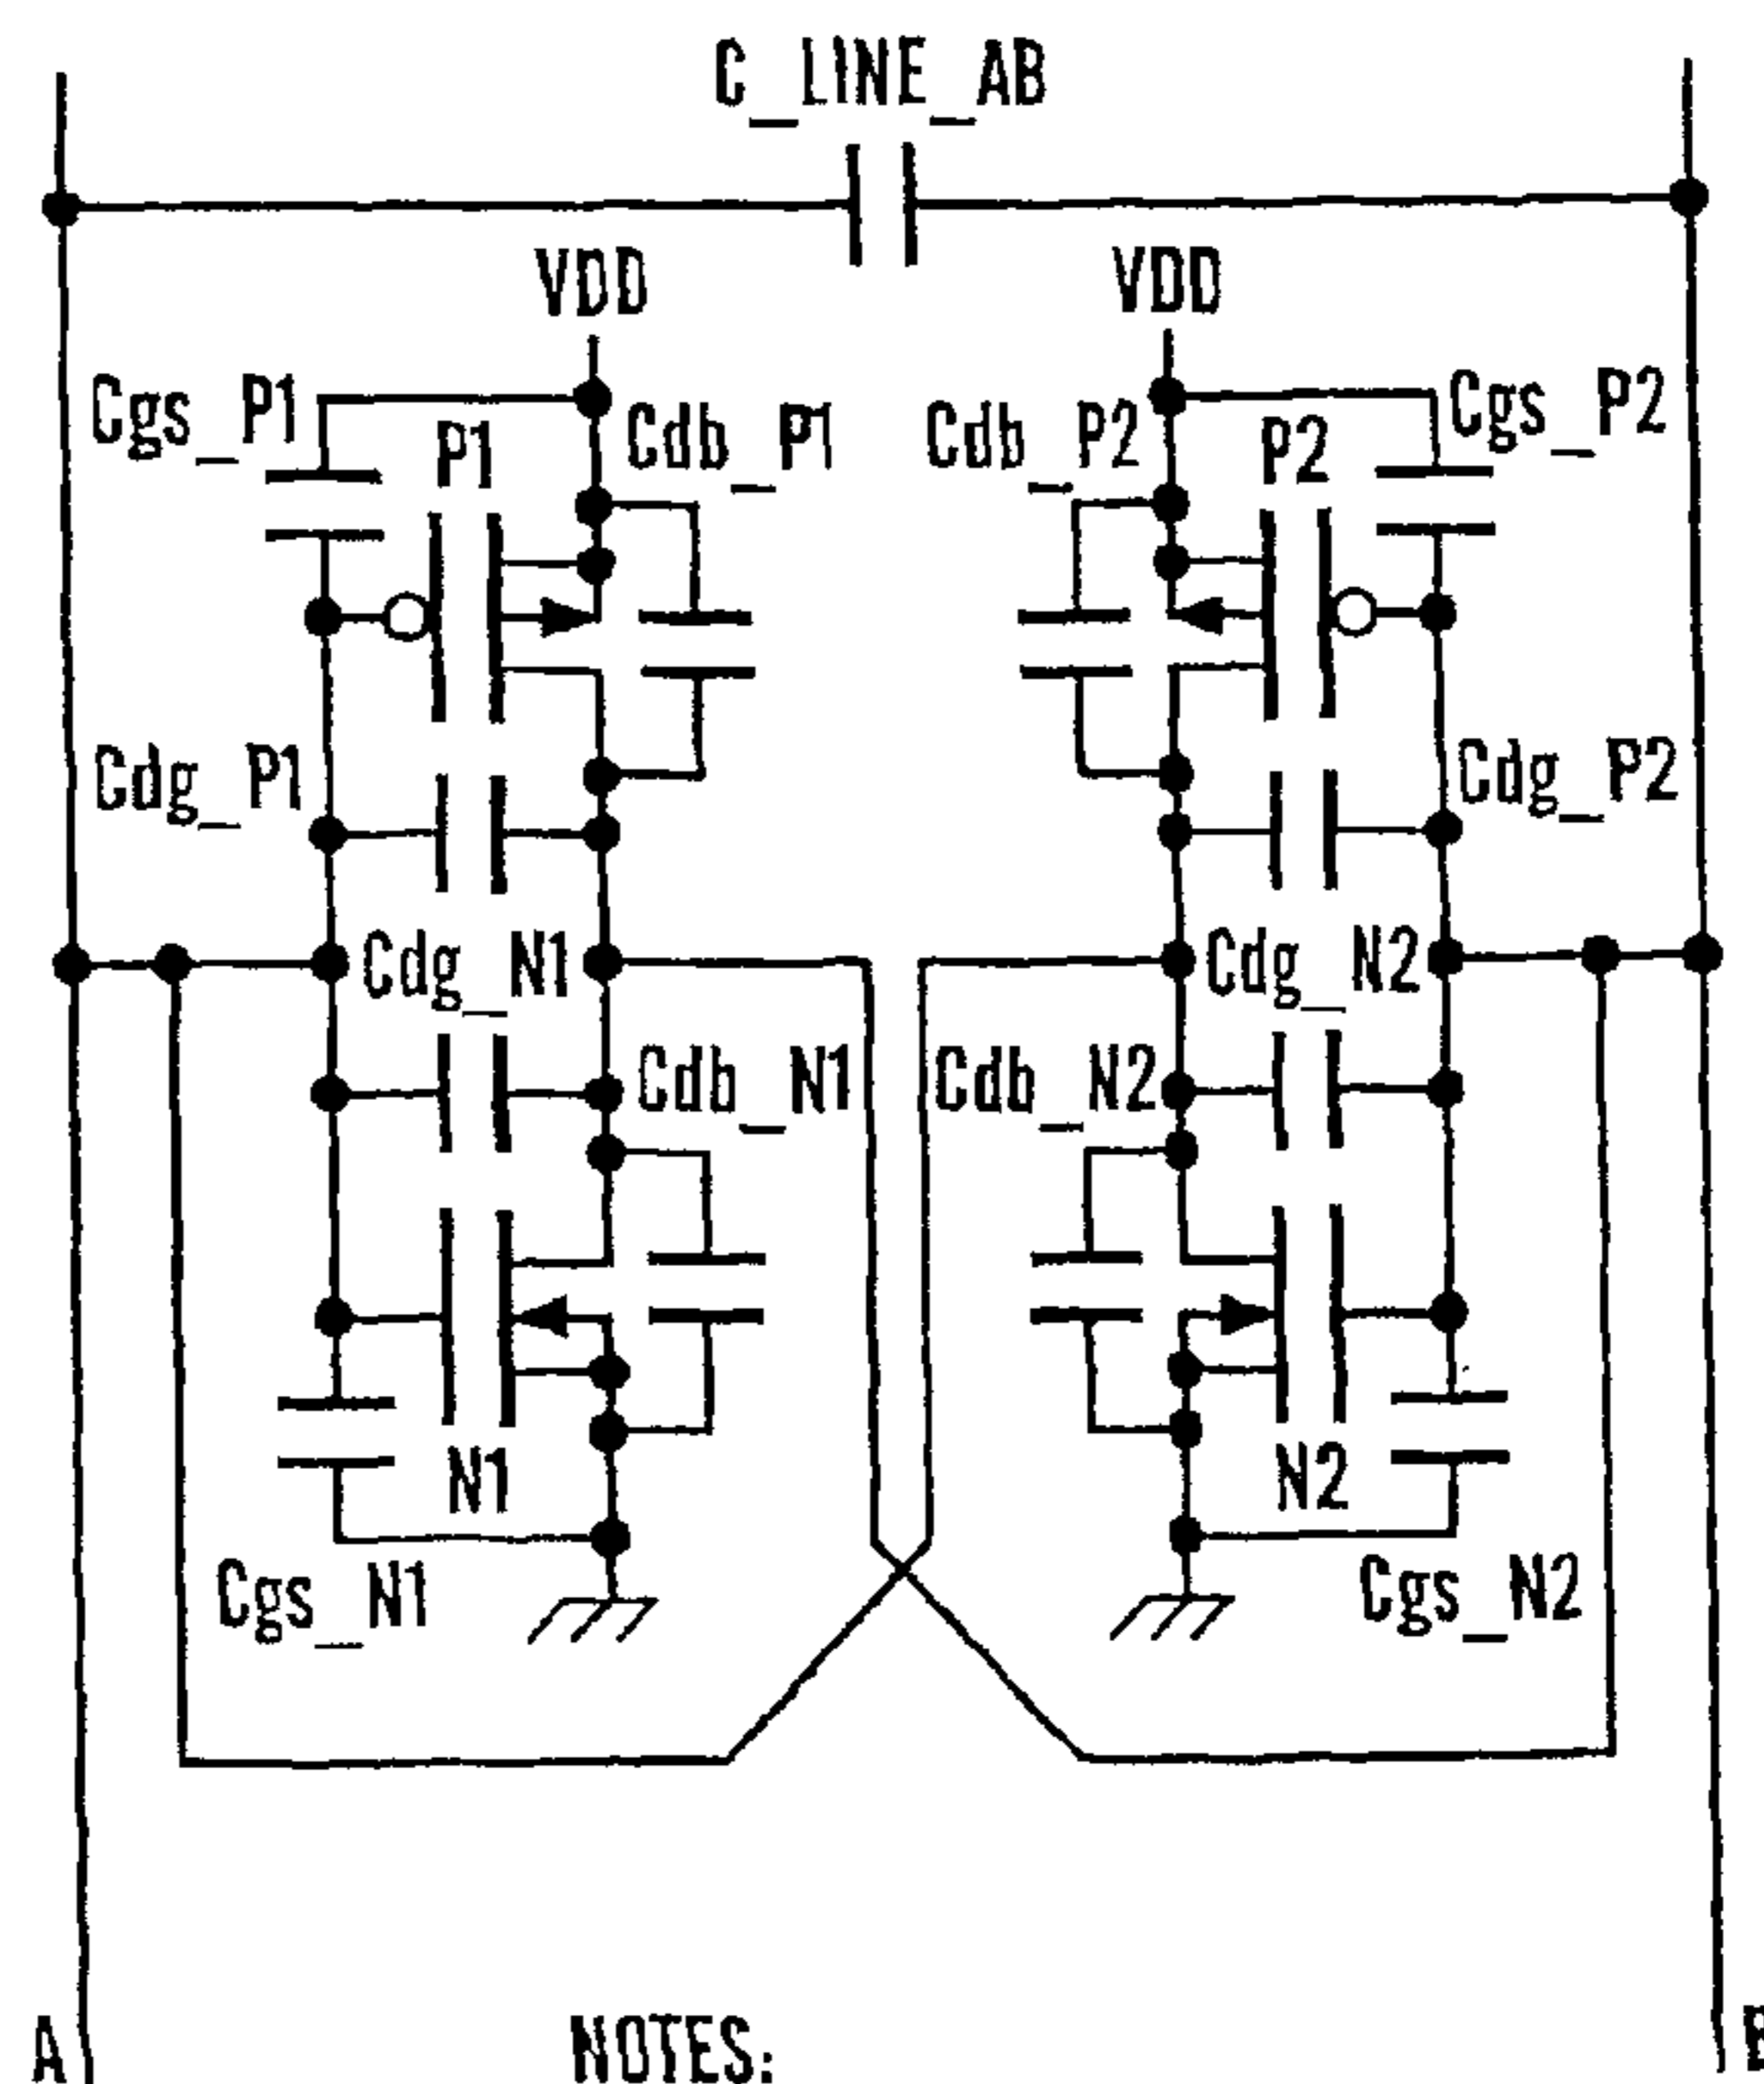 C_LINE_AB
VDD
VDD
Cgs_P1
P1
Cdb_P1
Cdb_P2
P2
Cgs_P2
Cdg_P1
Cdg_P2
Cdg_N1
Cdg_N2
Cdb_N1
Cdb_N2
N1
N2
Cgs_N1
Cgs_N2
A
NOTES: